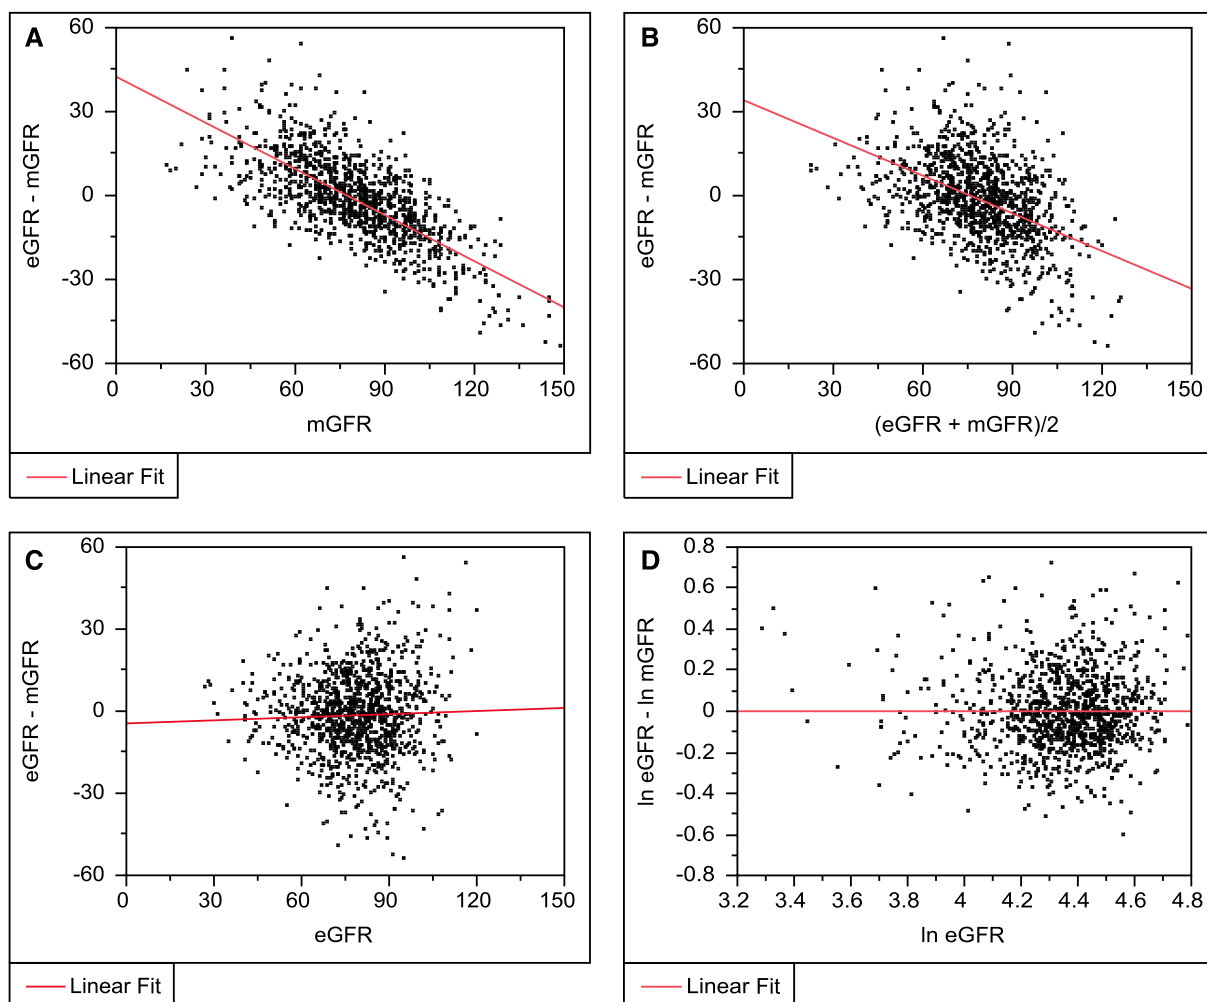 A
eGFR - mGFR
60
30
0
-30
-60
0 30 60 90 120 150
mGFR
Linear Fit
B
eGFR - mGFR
60
30
0
-30
-60
0 30 60 90 120 150
(eGFR + mGFR)/2
Linear Fit
C
eGFR - mGFR
60
30
0
-30
-60
0 30 60 90 120 150
eGFR
Linear Fit
D
ln eGFR - ln mGFR
0.8
0.6
0.4
0.2
0
-0.2
-0.4
-0.6
-0.8
3.2 3.4 3.6 3.8 4 4.2 4.4 4.6 4.8
ln eGFR
Linear Fit